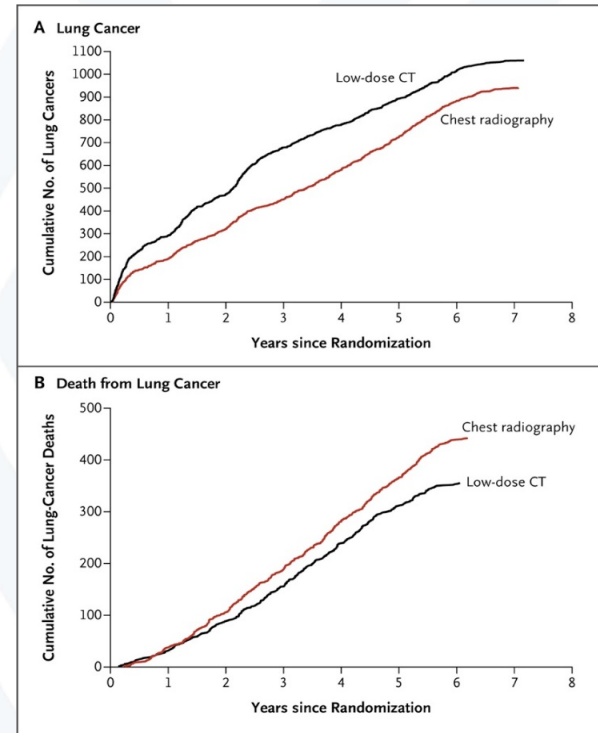 A Lung Cancer
Cumulative No. of Lung Cancers
1100
1000
900
800
700
600
500
400
300
200
100
0
Low-dose CT
Chest radiography
0 1 2 3 4 5 6 7 8
Years since Randomization
B Death from Lung Cancer
Cumulative No. of Lung-Cancer Deaths
500
400
300
200
100
0
Chest radiography
Low-dose CT
0 1 2 3 4 5 6 7 8
Years since Randomization